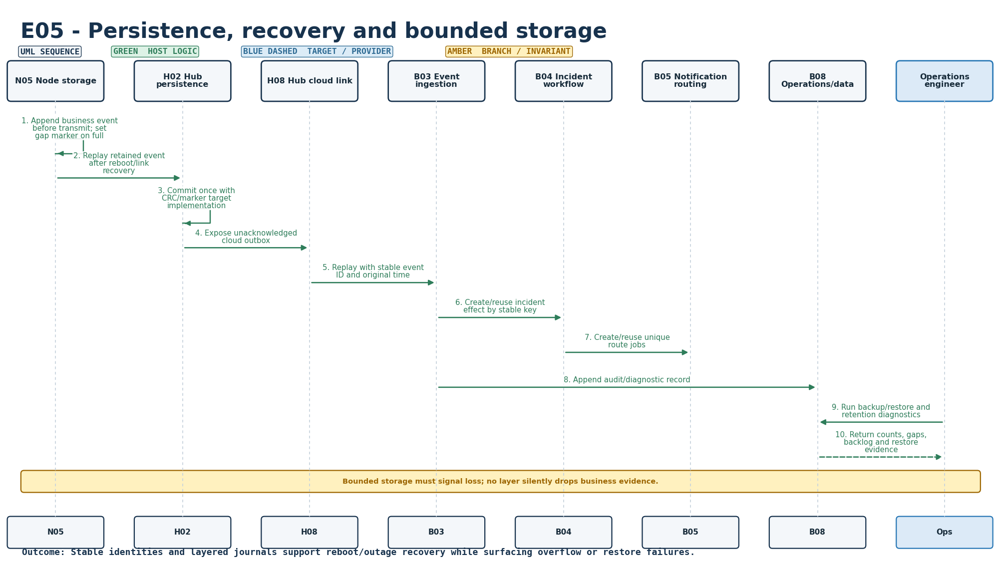 E05 - Persistence, recovery and bounded storage
UML SEQUENCE
GREEN  HOST LOGIC
BLUE DASHED  TARGET / PROVIDER
AMBER  BRANCH / INVARIANT
N05 Node storage
H02 Hub
persistence
H08 Hub cloud link
B03 Event
ingestion
B04 Incident
workflow
B05 Notification
routing
B08
Operations/data
Operations
engineer
1. Append business event
before transmit; set
gap marker on full
2. Replay retained event
after reboot/link
recovery
3. Commit once with
CRC/marker target
implementation
4. Expose unacknowledged
cloud outbox
5. Replay with stable event
ID and original time
6. Create/reuse incident
effect by stable key
7. Create/reuse unique
route jobs
8. Append audit/diagnostic record
9. Run backup/restore and
retention diagnostics
10. Return counts, gaps,
backlog and restore
evidence
Bounded storage must signal loss; no layer silently drops business evidence.
N05
H02
H08
B03
B04
B05
B08
Ops
Outcome: Stable identities and layered journals support reboot/outage recovery while surfacing overflow or restore failures.